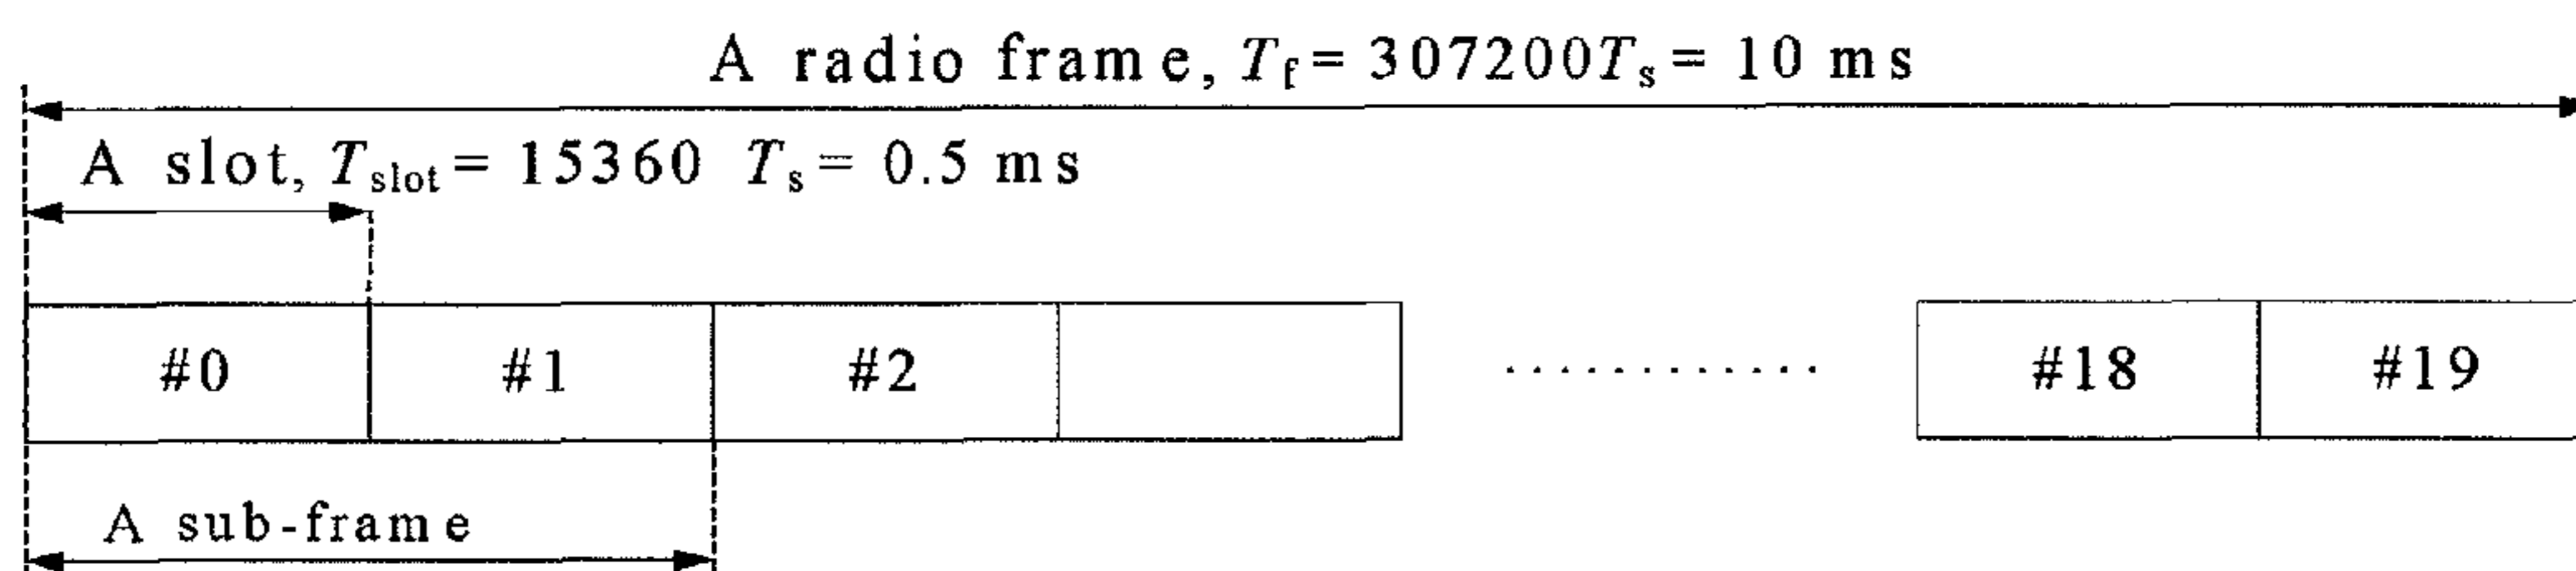 A radio frame, Tf = 307200Ts = 10 ms
A slot, Tslot = 15360 Ts = 0.5 ms
#0 #1 #2 ............ #18 #19
A sub-frame